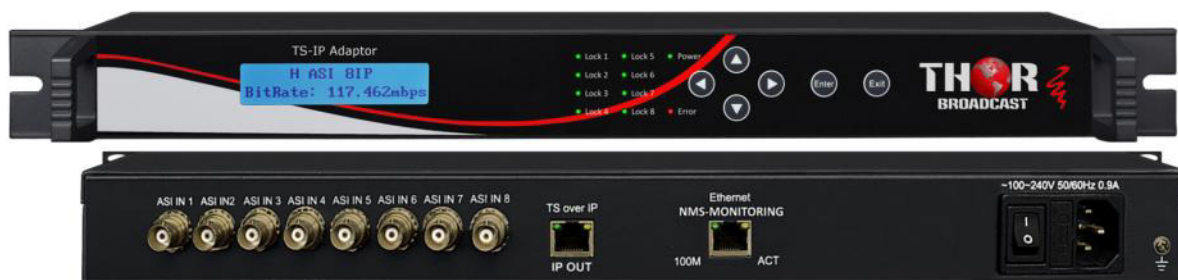 TS-IP Adaptor
H ASI 8IP
BitRate: 117.462mbps
Lock 1 Lock 5 Power
Lock 2 Lock 6
Lock 3 Lock 7
Lock 4 Lock 8 Error
Enter Exit
THOR
BROADCAST
ASI IN 1 ASI IN2 ASI IN 3 ASI IN 4 ASI IN 5 ASI IN 6 ASI IN 7 ASI IN 8
TS over IP
IP OUT
Ethernet
NMS-MONITORING
100M ACT
~100~240V 50/60Hz 0.9A
I
O